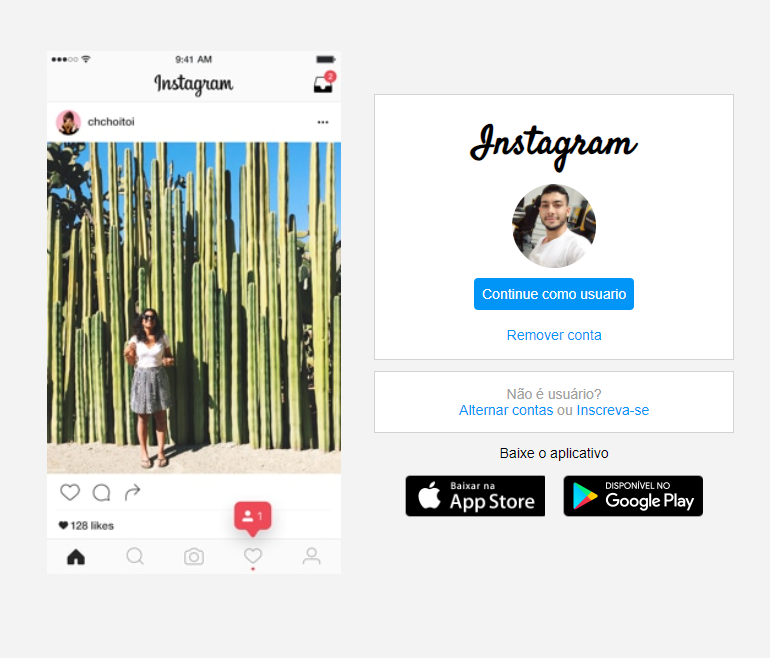 9:41 AM
Instagram
2
chchoitoi
128 likes
1
Instagram
Continue como usuario
Remover conta
Não é usuário?
Alternar contas ou Inscreva-se
Baixe o aplicativo
Baixar na
App Store
DISPONÍVEL NO
Google Play